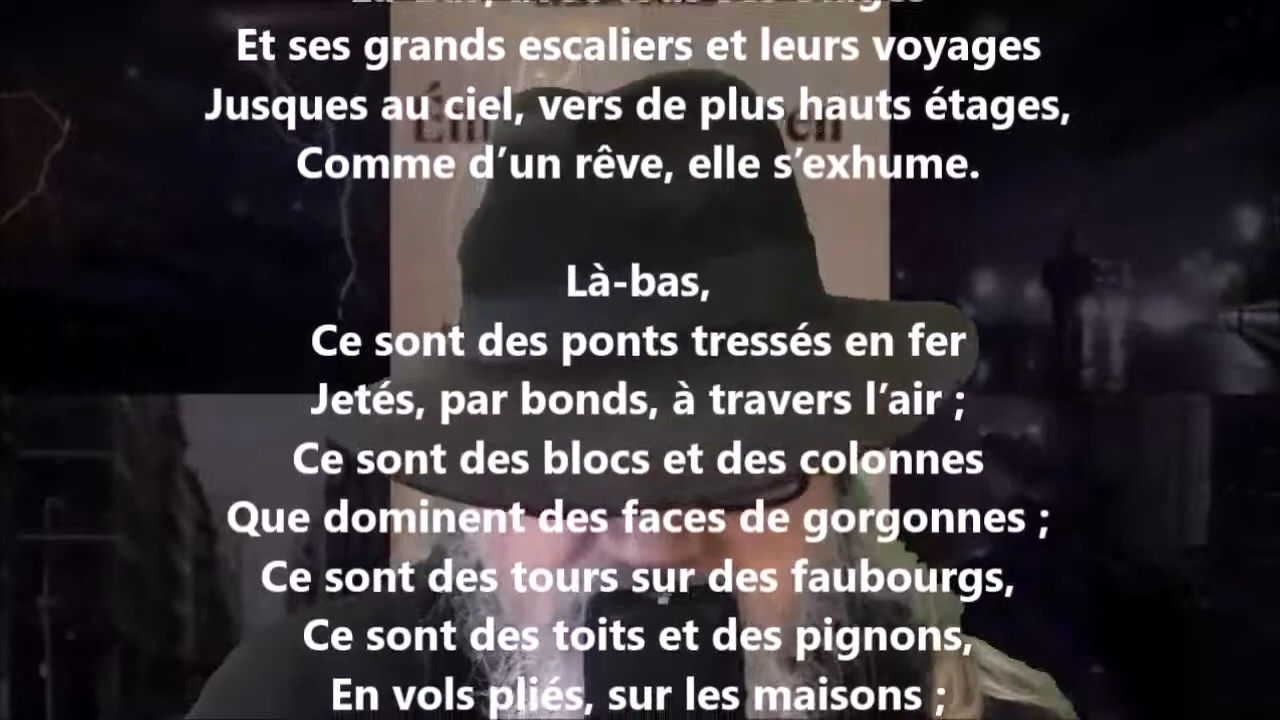 Et ses grands escaliers et leurs voyages
Jusques au ciel, vers de plus hauts étages,
Comme d’un rêve, elle s’exhume.
Là-bas,
Ce sont des ponts tressés en fer
Jetés, par bonds, à travers l’air ;
Ce sont des blocs et des colonnes
Que dominent des faces de gorgonnes ;
Ce sont des tours sur des faubourgs,
Ce sont des toits et des pignons,
En vols pliés, sur les maisons ;